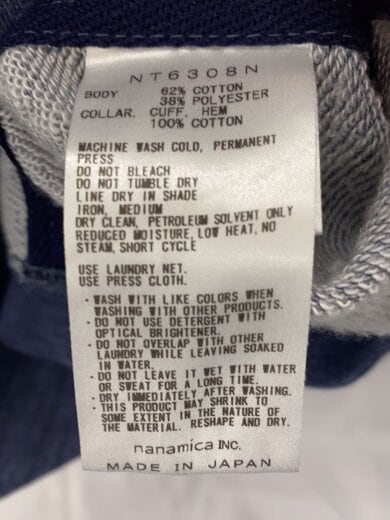 NT6308N
BODY 62% COTTON
38% POLYESTER
COLLAR. CUFF. HEM
100% COTTON
MACHINE WASH COLD, PERMANENT
PRESS
DO NOT BLEACH
DO NOT TUMBLE DRY
LINE DRY IN SHADE
IRON, MEDIUM
DRY CLEAN, PETROLEUM SOLVENT ONLY
REDUCED MOISTURE, LOW HEAT, NO
STEAM, SHORT CYCLE
USE LAUNDRY NET.
USE PRESS CLOTH.
・WASH WITH LIKE COLORS WHEN
WASHING WITH OTHER PRODUCTS.
・DO NOT USE DETERGENT WITH
OPTICAL BRIGHTENER.
・DO NOT OVERLAP WITH OTHER
LAUNDRY WHILE LEAVING SOAKED
IN WATER.
・DO NOT LEAVE IT WET WITH WATER
OR SWEAT FOR A LONG TIME.
・DRY IMMEDIATELY AFTER WASHING.
・THIS PRODUCT MAY SHRINK TO
SOME EXTENT IN THE NATURE OF
THE MATERIAL. RESHAPE AND DRY.
nanamica INC.
MADE IN JAPAN